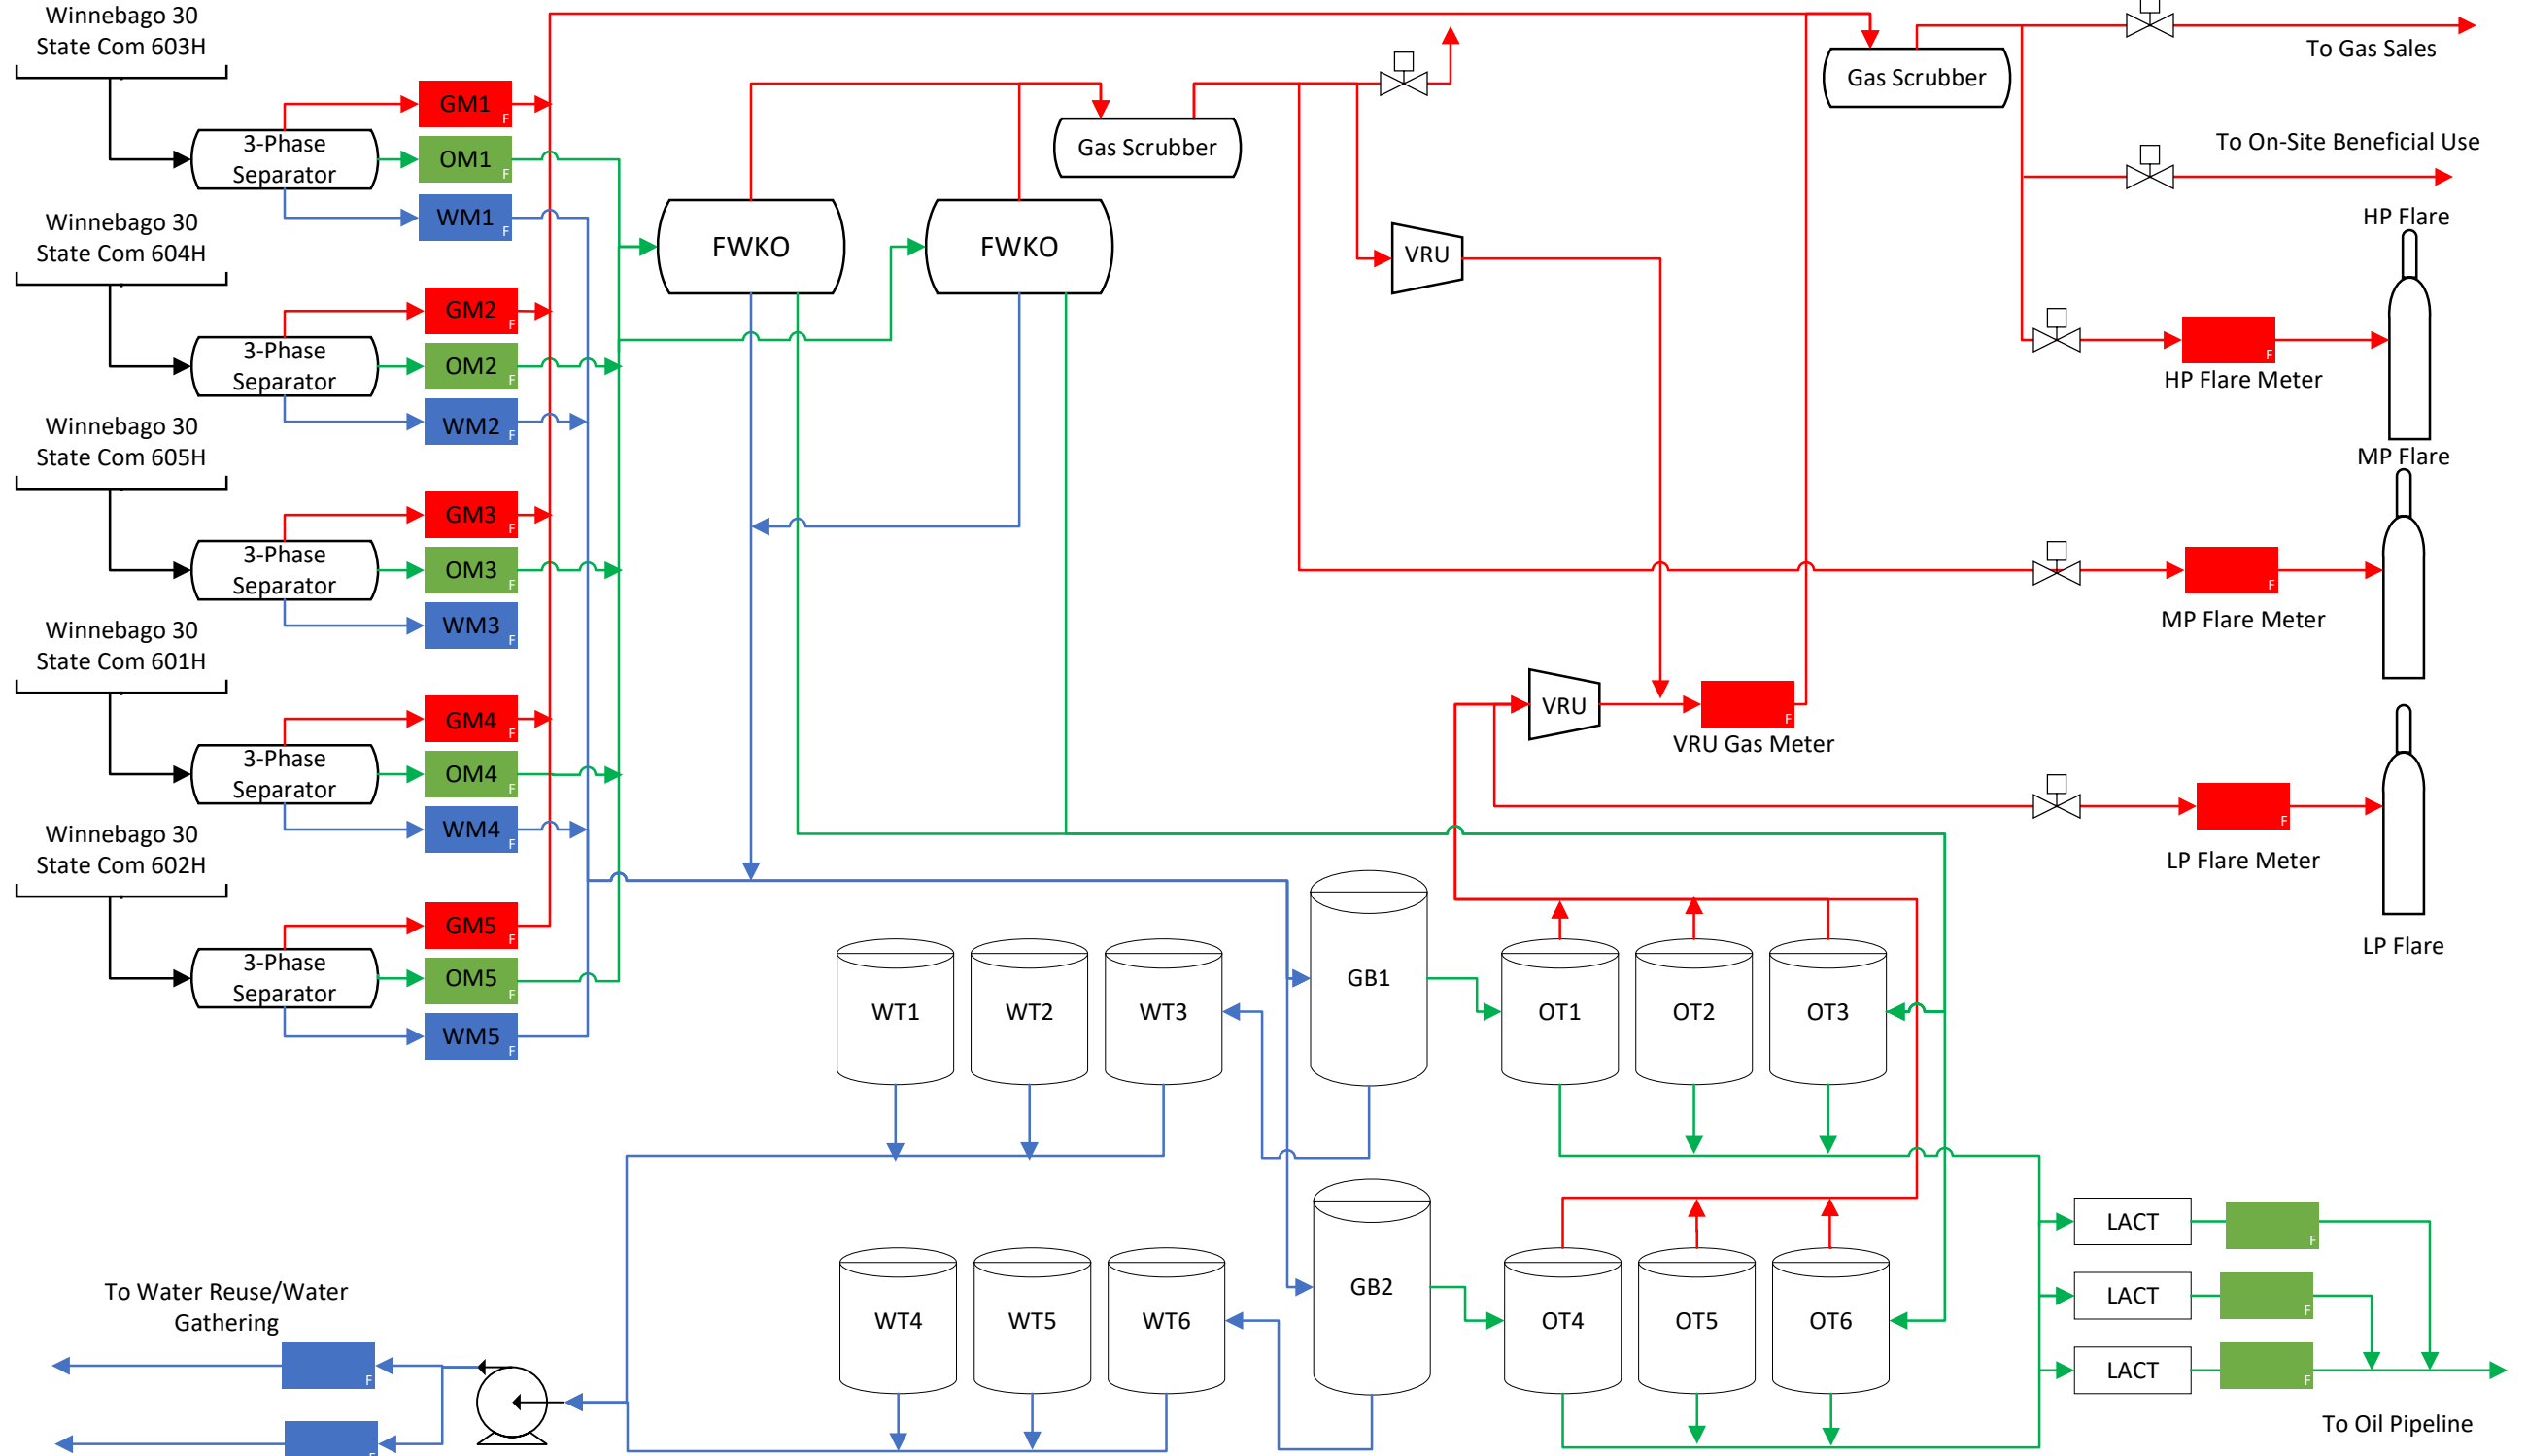 Winnebago 30
State Com 603H
3-Phase
Separator
GM1
F
OM1
F
WM1
F
Winnebago 30
State Com 604H
3-Phase
Separator
GM2
F
OM2
F
WM2
F
Winnebago 30
State Com 605H
3-Phase
Separator
GM3
F
OM3
F
WM3
F
Winnebago 30
State Com 601H
3-Phase
Separator
GM4
F
OM4
F
WM4
F
Winnebago 30
State Com 602H
3-Phase
Separator
GM5
F
OM5
F
WM5
F
FWKO
FWKO
Gas Scrubber
Gas Scrubber
To Gas Sales
To On-Site Beneficial Use
HP Flare
F
HP Flare Meter
VRU
MP Flare
F
MP Flare Meter
VRU
F
VRU Gas Meter
F
LP Flare Meter
LP Flare
WT1
WT2
WT3
GB1
OT1
OT2
OT3
WT4
WT5
WT6
GB2
OT4
OT5
OT6
LACT
F
LACT
F
LACT
F
To Oil Pipeline
To Water Reuse/Water
Gathering
F
F